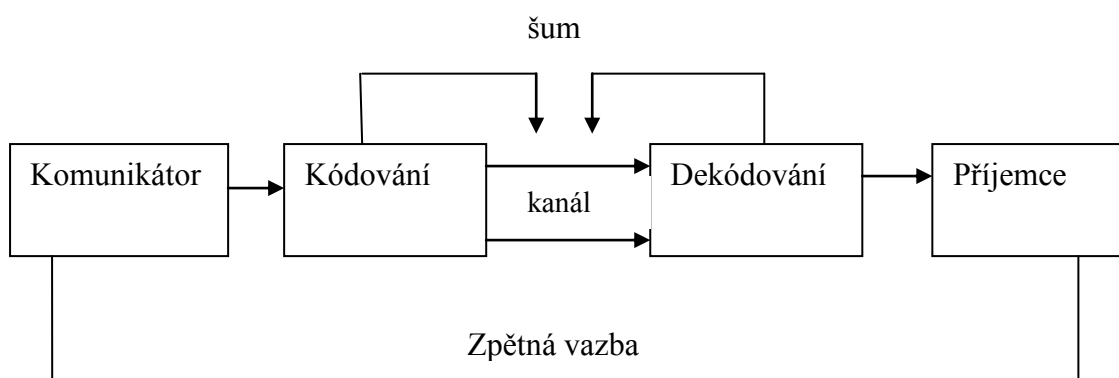 šum
Komunikátor
Kódování
Dekódování
Příjemce
kanál
Zpětná vazba